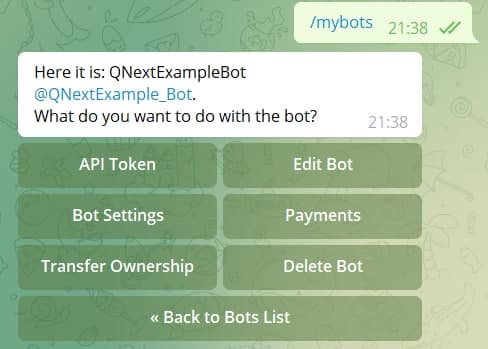 /mybots 21:38
Here it is: QNextExampleBot
@QNextExample_Bot.
What do you want to do with the bot? 21:38
API Token Edit Bot
Bot Settings Payments
Transfer Ownership Delete Bot
« Back to Bots List